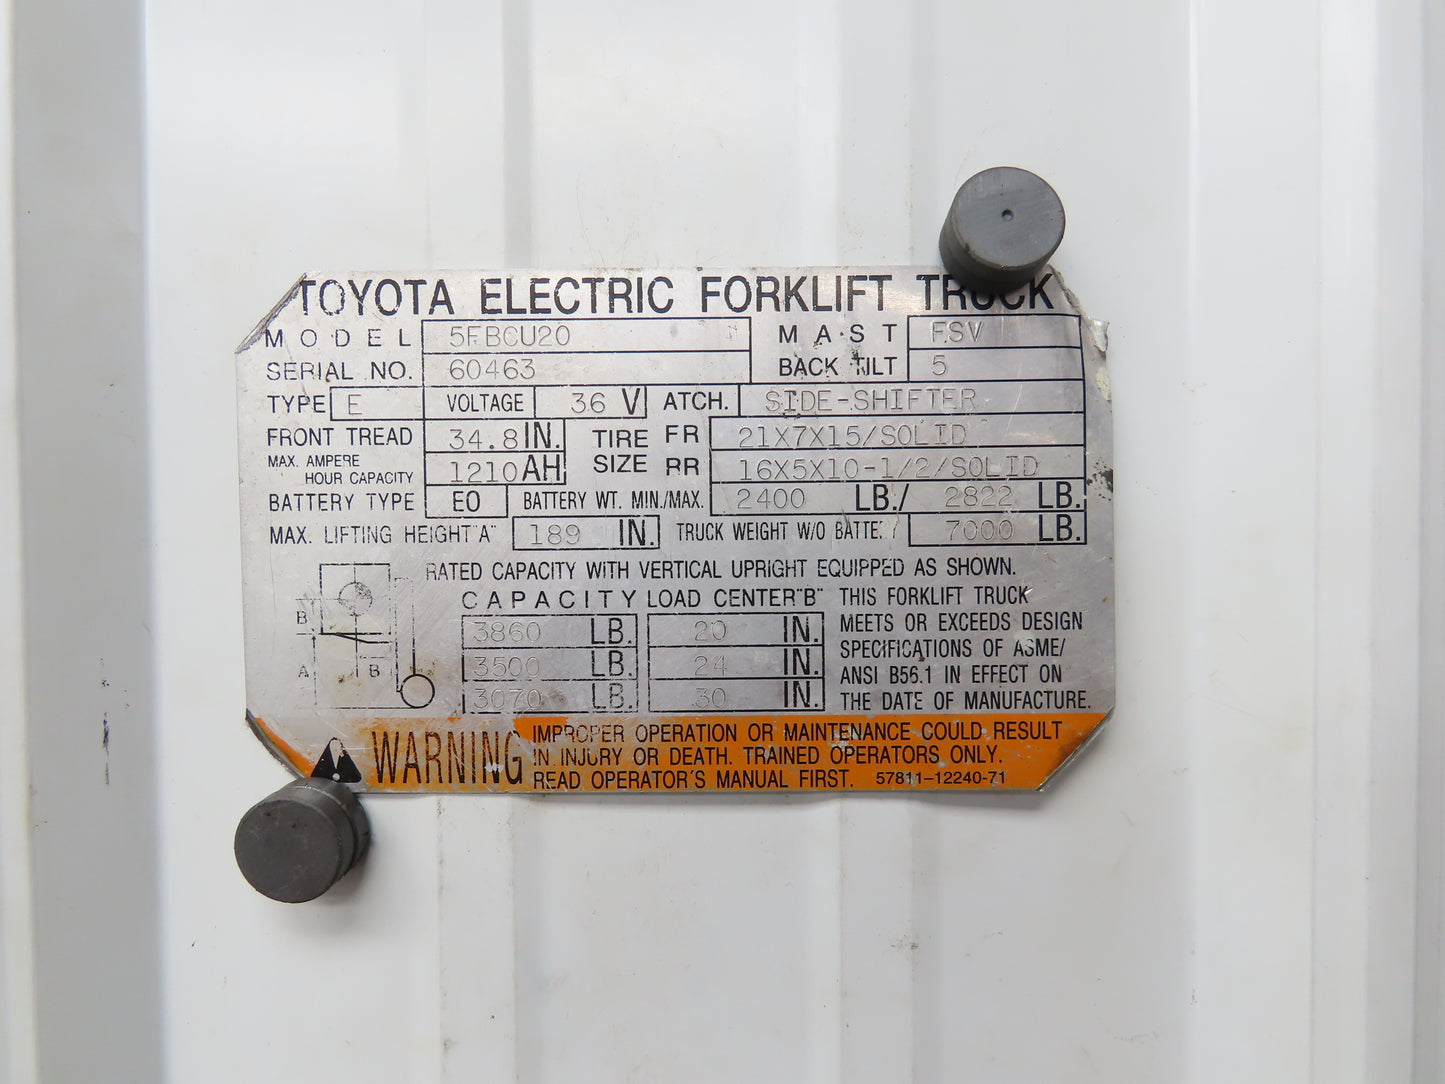 TOYOTA ELECTRIC FORKLIFT TRUCK
MODEL 5FBCU20 MAST FSV
SERIAL NO. 60463 BACK TILT 5
TYPE E VOLTAGE 36 V ATCH. SIDE-SHIFTER
FRONT TREAD 34.8 IN. TIRE SIZE FR 21X7X15/SOLID
MAX. AMPERE HOUR CAPACITY 1210 AH RR 16X5X10-1/2/SOLID
BATTERY TYPE EO BATTERY WT. MIN./MAX. 2400 LB./ 2822 LB.
MAX. LIFTING HEIGHT "A" 189 IN. TRUCK WEIGHT W/O BATTERY 7000 LB.
RATED CAPACITY WITH VERTICAL UPRIGHT EQUIPPED AS SHOWN.
B
A B
CAPACITY LOAD CENTER "B"
3860 LB. 20 IN.
3500 LB. 24 IN.
3070 LB. 30 IN.
THIS FORKLIFT TRUCK
MEETS OR EXCEEDS DESIGN
SPECIFICATIONS OF ASME/
ANSI B56.1 IN EFFECT ON
THE DATE OF MANUFACTURE.
WARNING
IMPROPER OPERATION OR MAINTENANCE COULD RESULT
IN INJURY OR DEATH. TRAINED OPERATORS ONLY.
READ OPERATOR'S MANUAL FIRST. 57811-12240-71